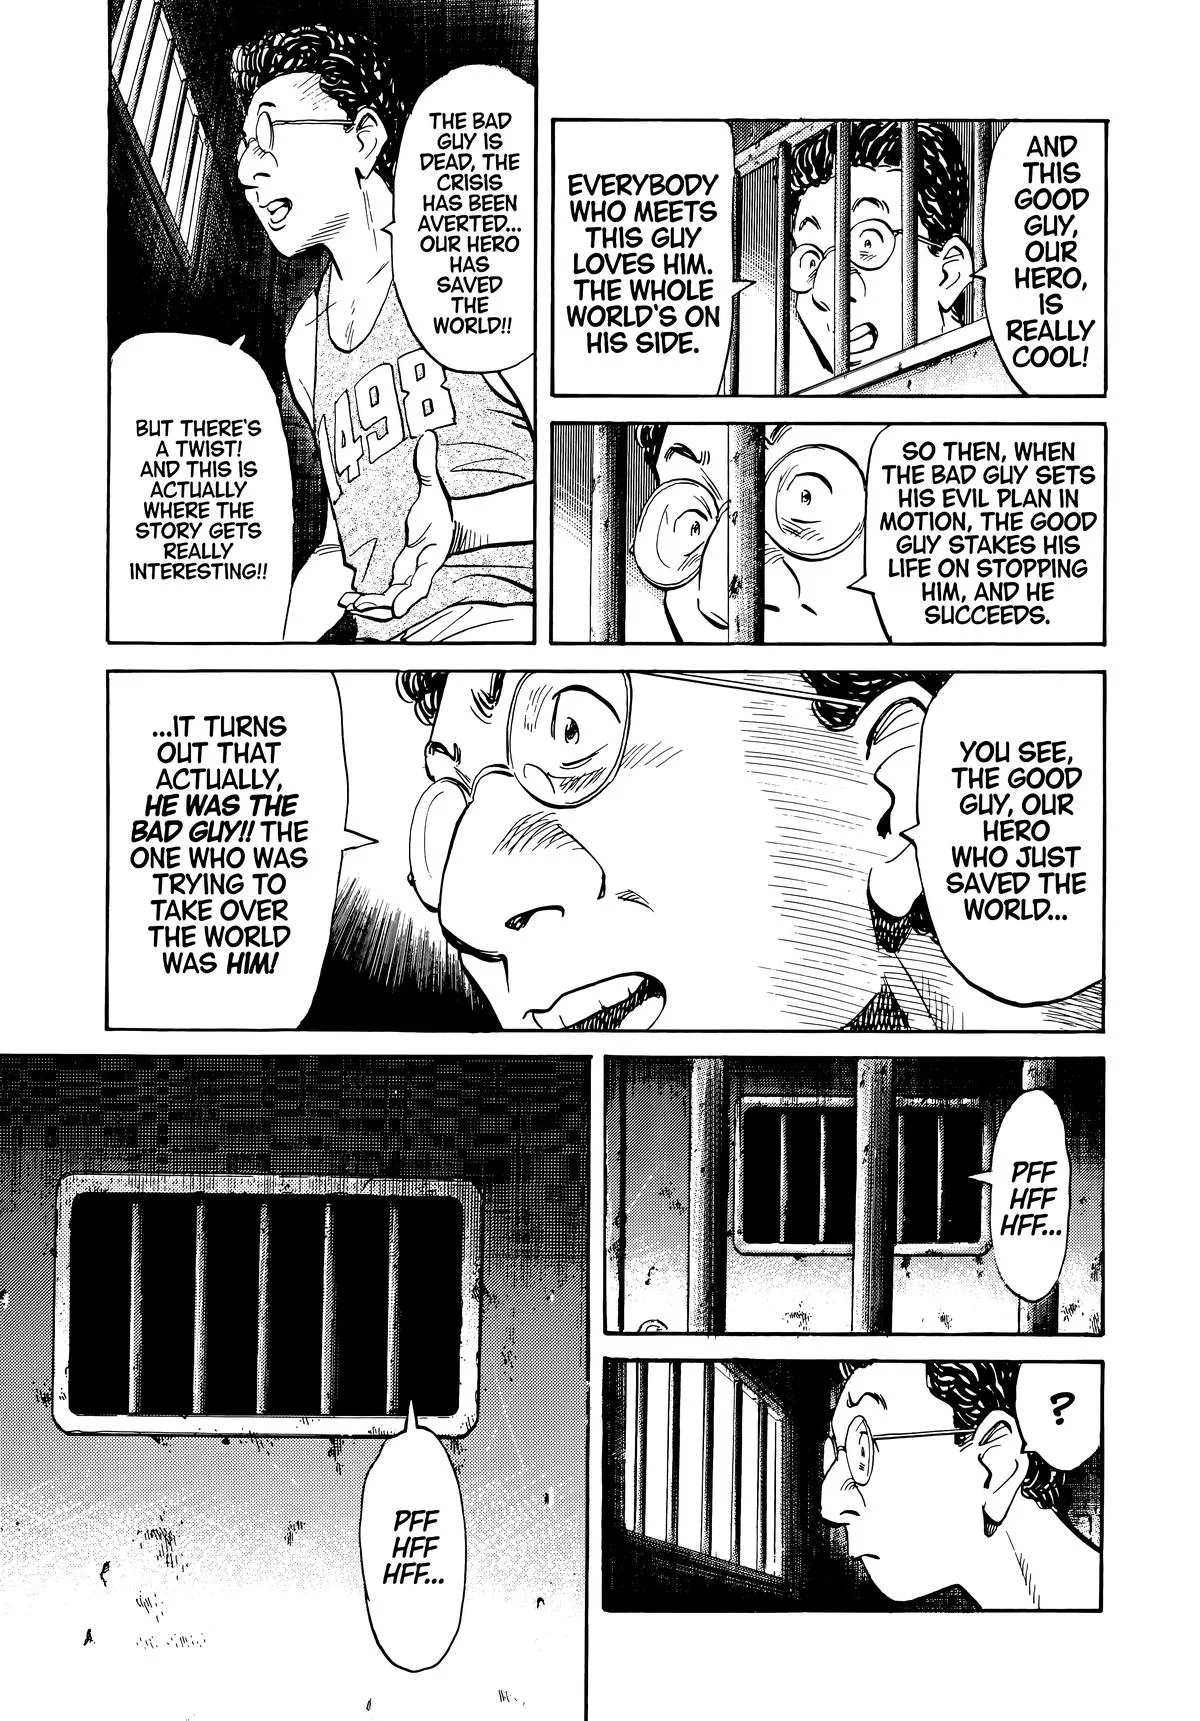 AND
THIS
GOOD
GUY,
OUR
HERO,
IS
REALLY
COOL!
EVERYBODY
WHO MEETS
THIS GUY
LOVES HIM.
THE WHOLE
WORLD'S ON
HIS SIDE.
SO THEN, WHEN
THE BAD GUY SETS
HIS EVIL PLAN IN
MOTION, THE GOOD
GUY STAKES HIS
LIFE ON STOPPING
HIM, AND HE
SUCCEEDS.
THE BAD
GUY IS
DEAD, THE
CRISIS
HAS BEEN
AVERTED...
OUR HERO
HAS
SAVED
THE
WORLD!!
1498
BUT THERE'S
A TWIST!
AND THIS IS
ACTUALLY
WHERE THE
STORY GETS
REALLY
INTERESTING!!
YOU SEE,
THE GOOD
GUY, OUR
HERO
WHO JUST
SAVED THE
WORLD...
...IT TURNS
OUT THAT
ACTUALLY,
HE WAS THE
BAD GUY!! THE
ONE WHO WAS
TRYING TO
TAKE OVER
THE WORLD
WAS HIM!
PFF
HFF
HFF...
?
PFF
HFF
HFF...